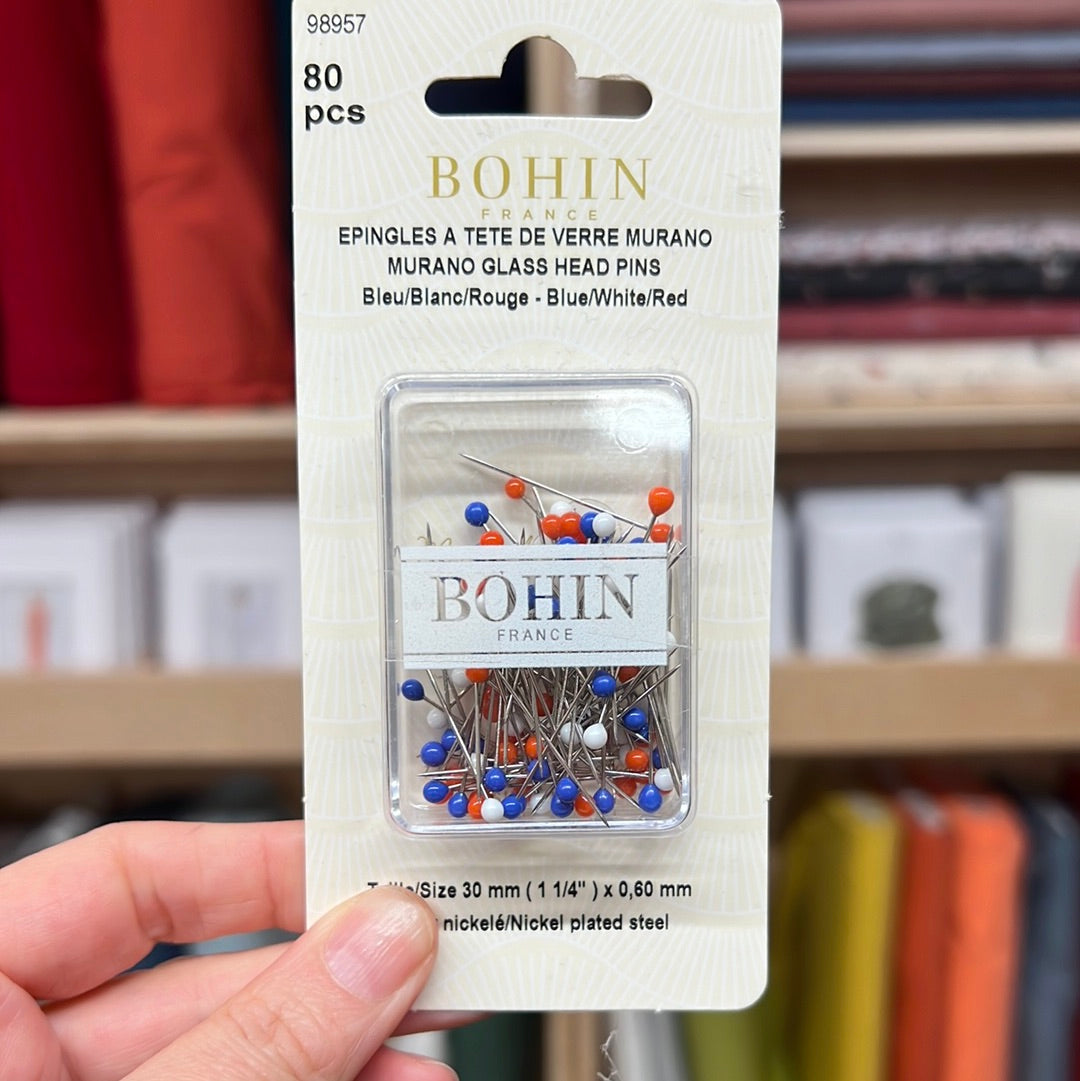 98957
80
pcs
BOHIN
FRANCE
EPINGLES A TETE DE VERRE MURANO
MURANO GLASS HEAD PINS
Bleu/Blanc/Rouge - Blue/White/Red
BOHIN
FRANCE
/Size 30 mm ( 1 1/4" ) x 0,60 mm
nickelé/Nickel plated steel